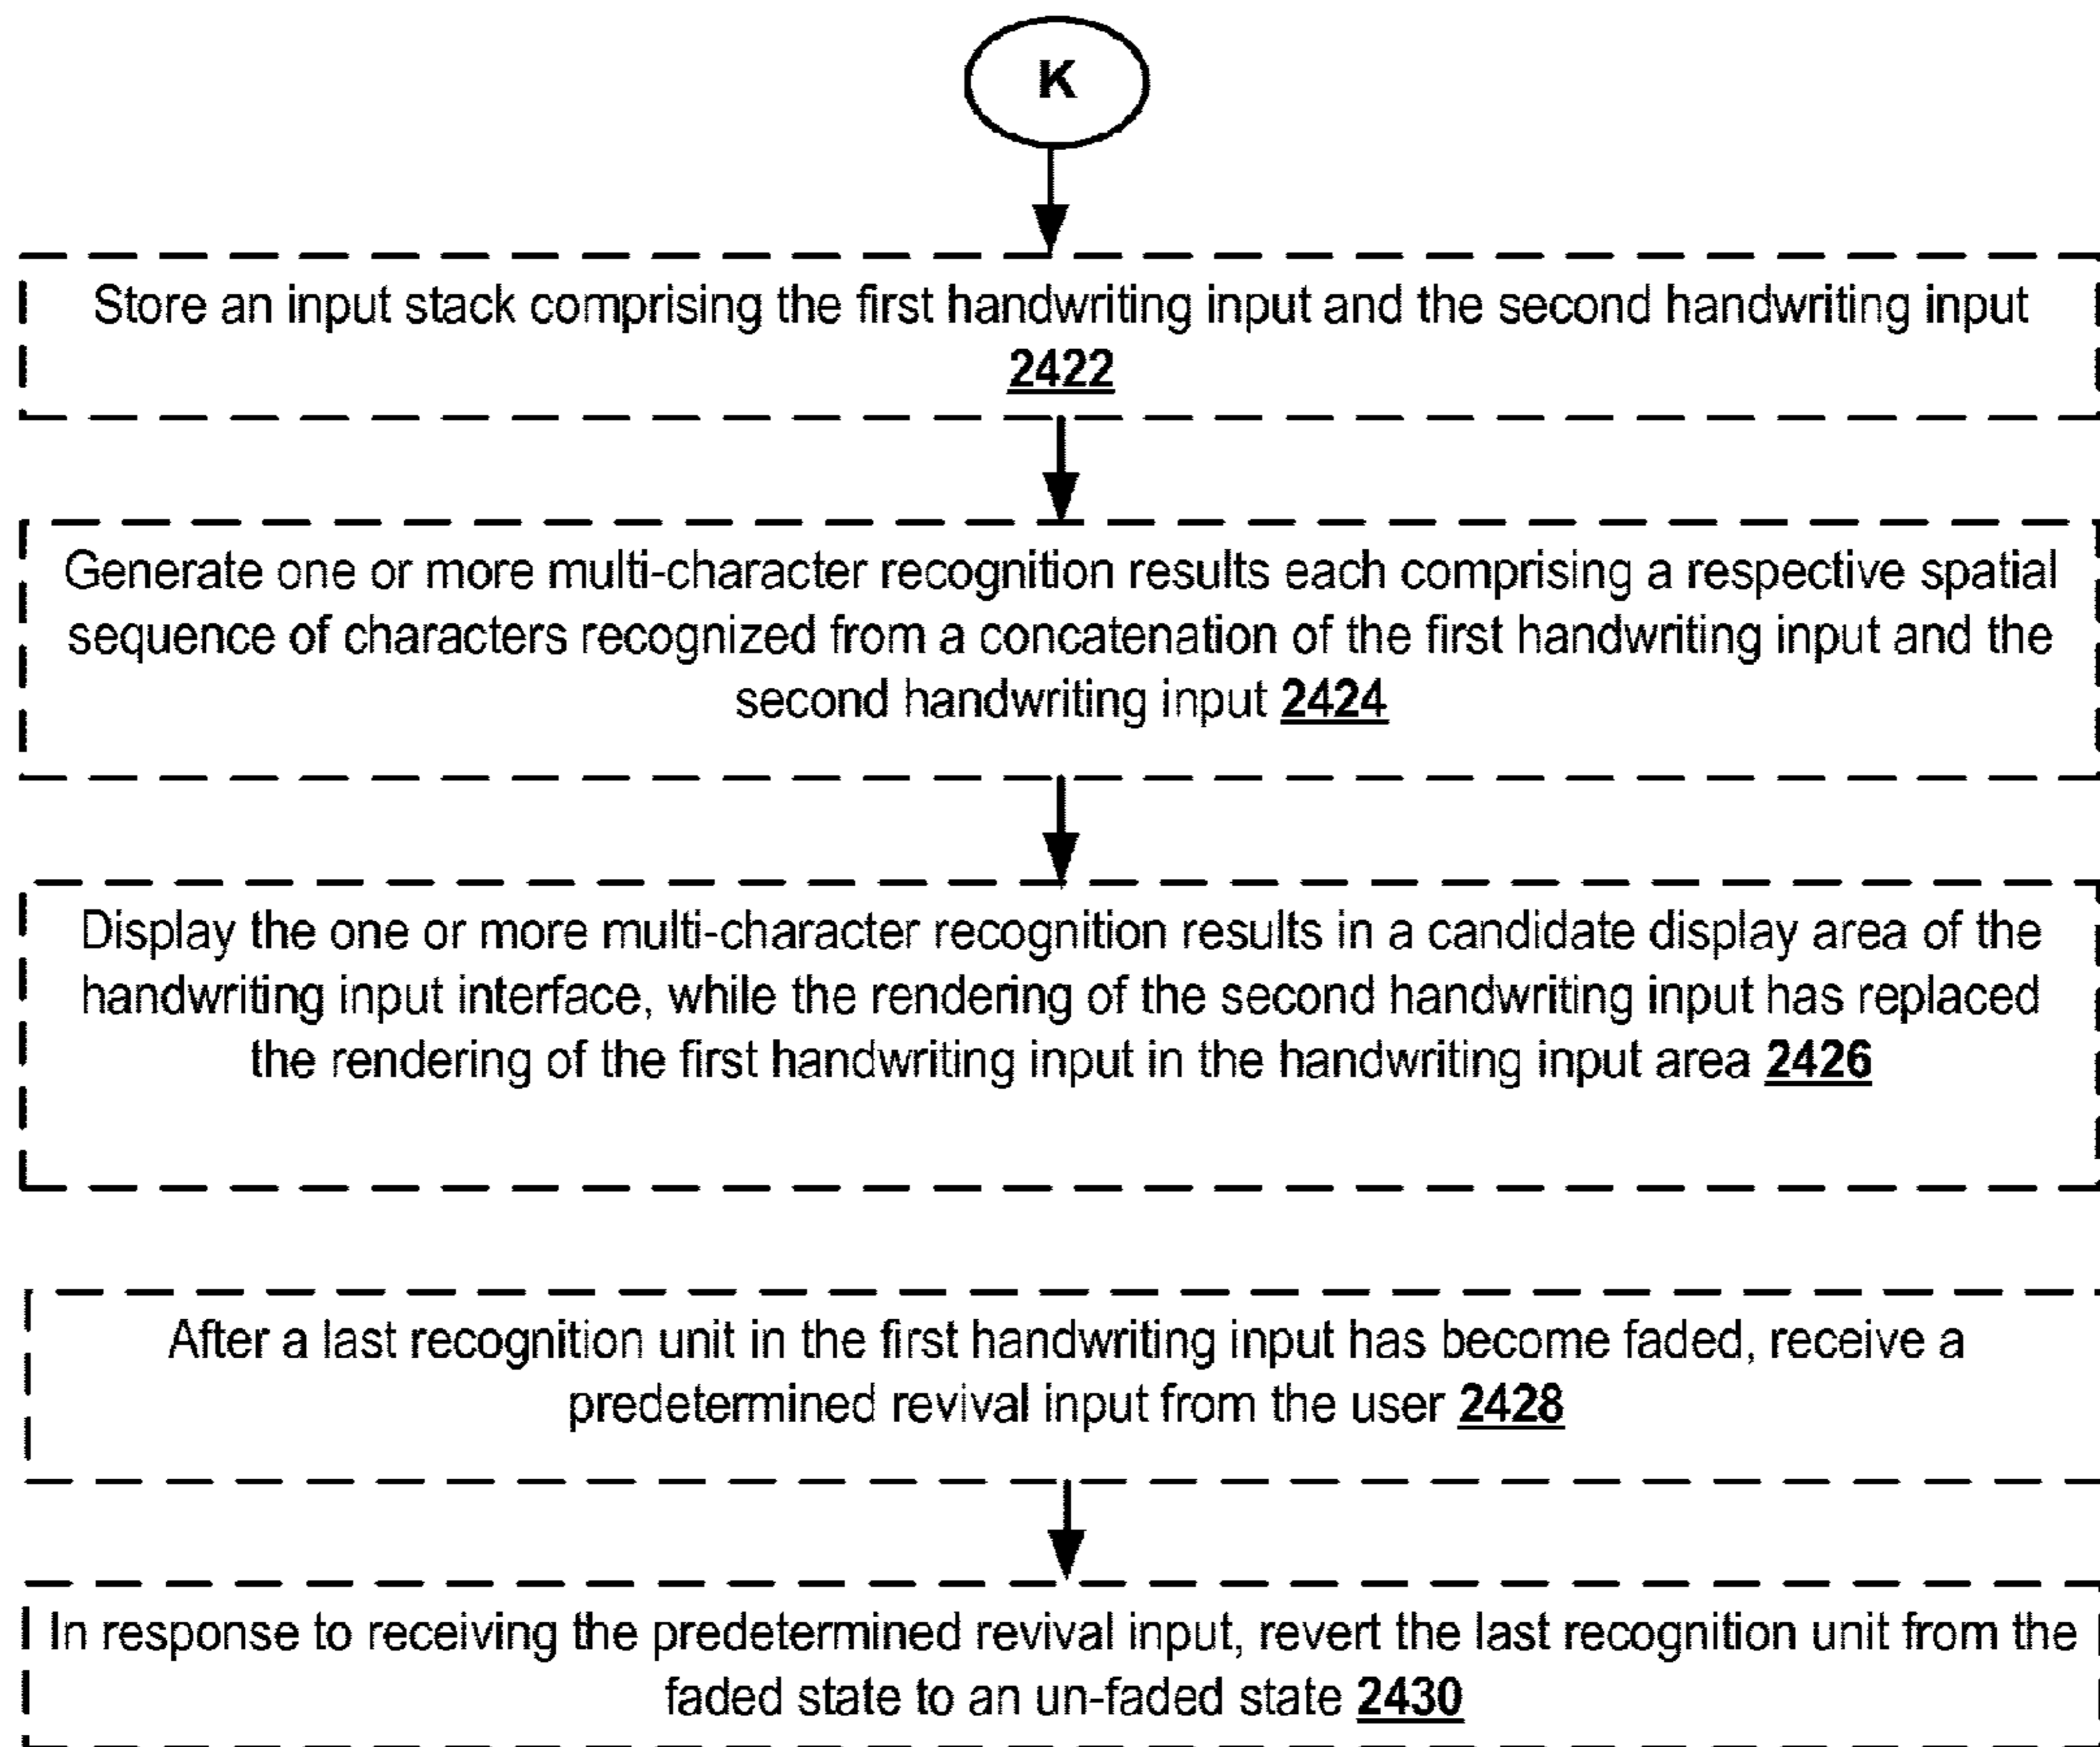 K
Store an input stack comprising the first handwriting input and the second handwriting input
2422
Generate one or more multi-character recognition results each comprising a respective spatial
sequence of characters recognized from a concatenation of the first handwriting input and the
second handwriting input 2424
Display the one or more multi-character recognition results in a candidate display area of the
handwriting input interface, while the rendering of the second handwriting input has replaced
the rendering of the first handwriting input in the handwriting input area 2426
After a last recognition unit in the first handwriting input has become faded, receive a
predetermined revival input from the user 2428
In response to receiving the predetermined revival input, revert the last recognition unit from the
faded state to an un-faded state 2430